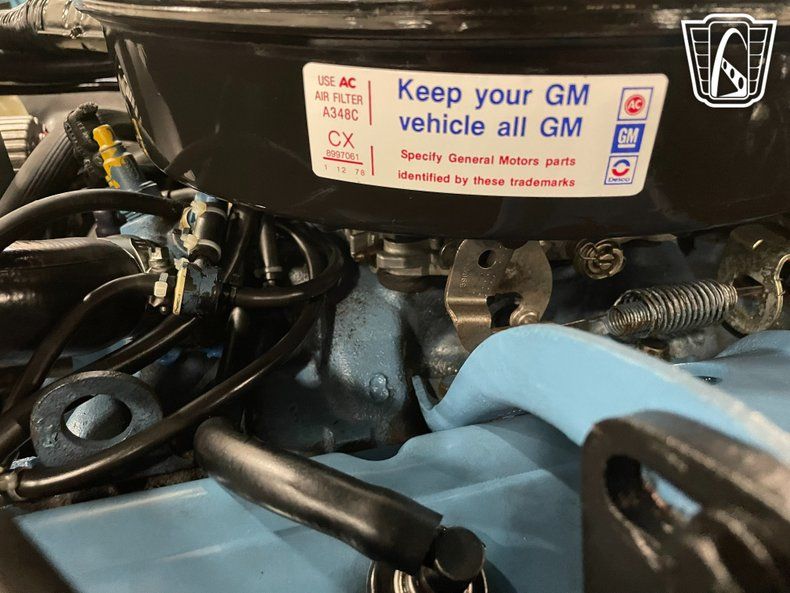 USE AC
AIR FILTER
A348C
CX
8997061
1 12 78
Keep your GM
vehicle all GM
Specify General Motors parts
identified by these trademarks
AC
GM
Delco